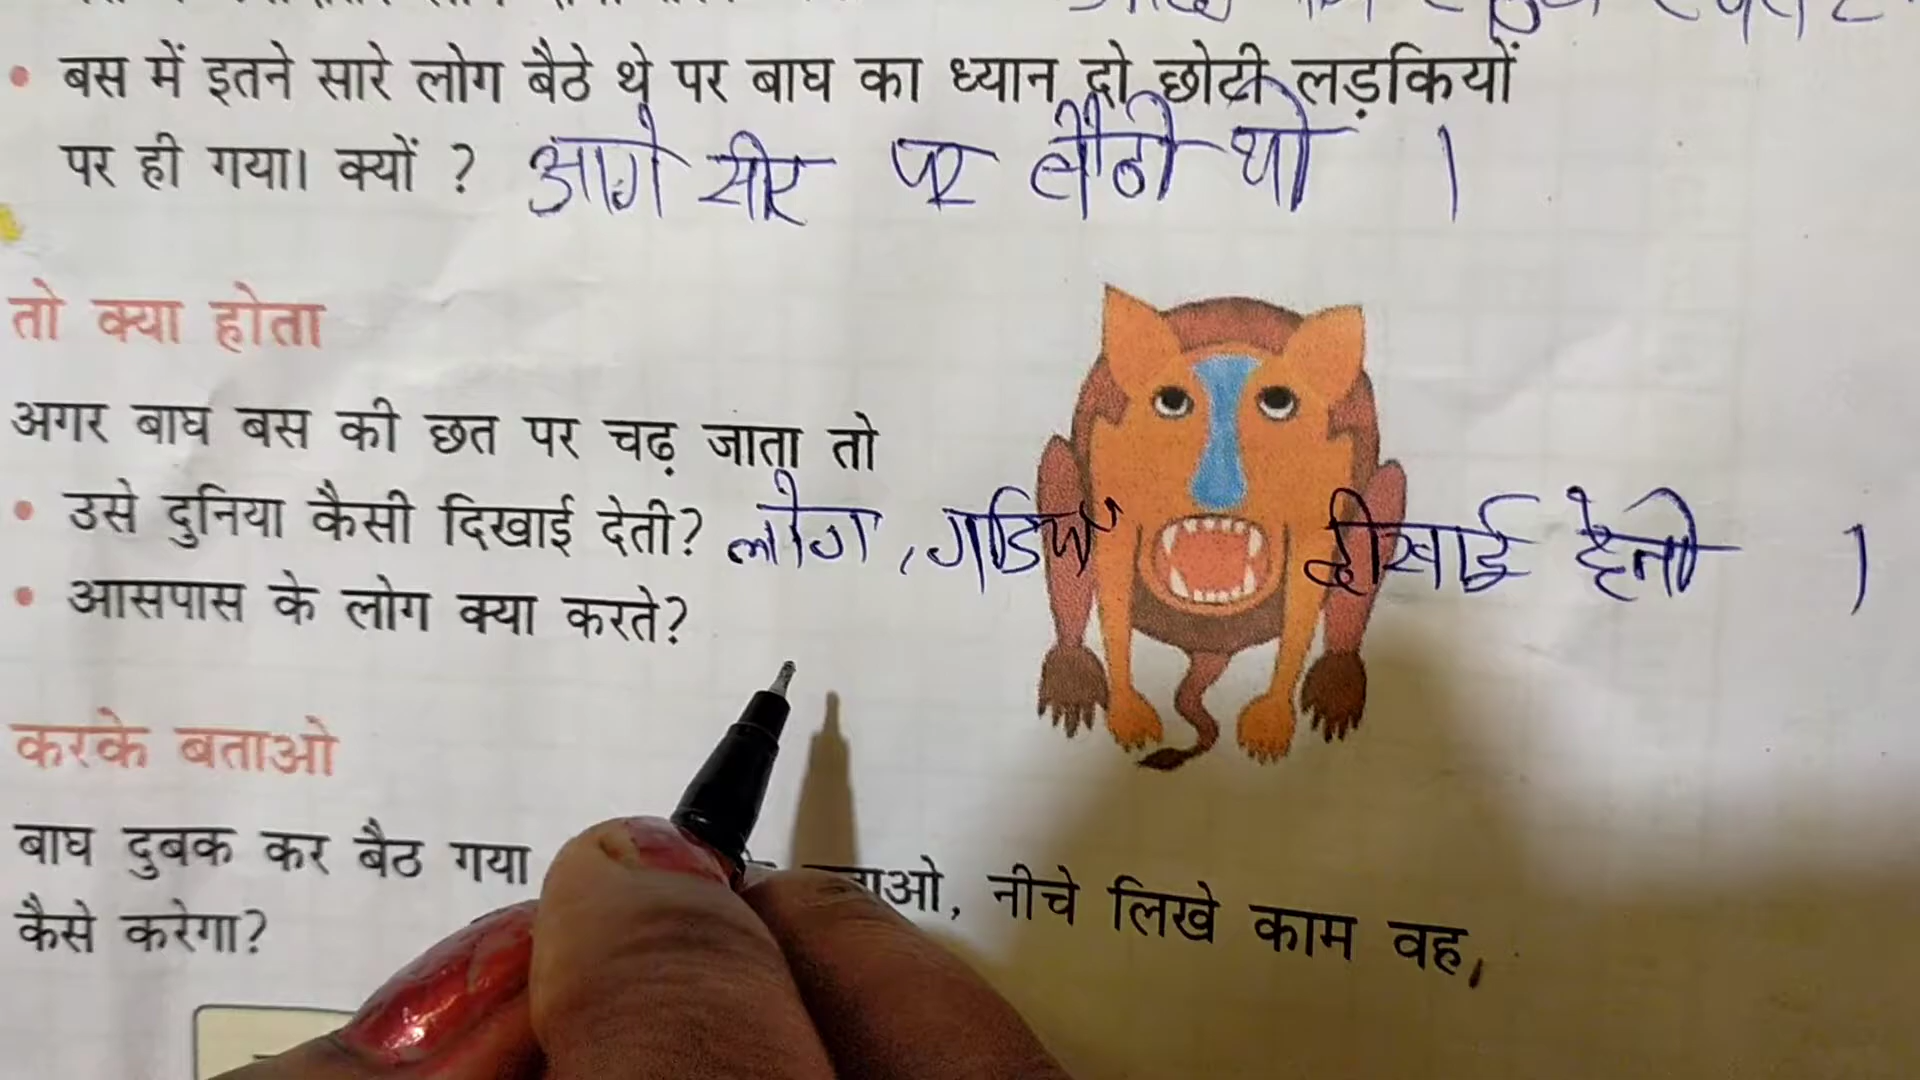 • बस में इतने सारे लोग बैठे थे पर बाघ का ध्यान दो छोटी लड़कियों
पर ही गया। क्यों ? आगे सीट पर बैठी थी ।
तो क्या होता
अगर बाघ बस की छत पर चढ़ जाता तो
• उसे दुनिया कैसी दिखाई देती? लोग , गाडियाँ दीखाई देती ।
• आसपास के लोग क्या करते?
करके बताओ
बाघ दुबक कर बैठ गया नीचे लिखे काम वह,
कैसे करेगा?